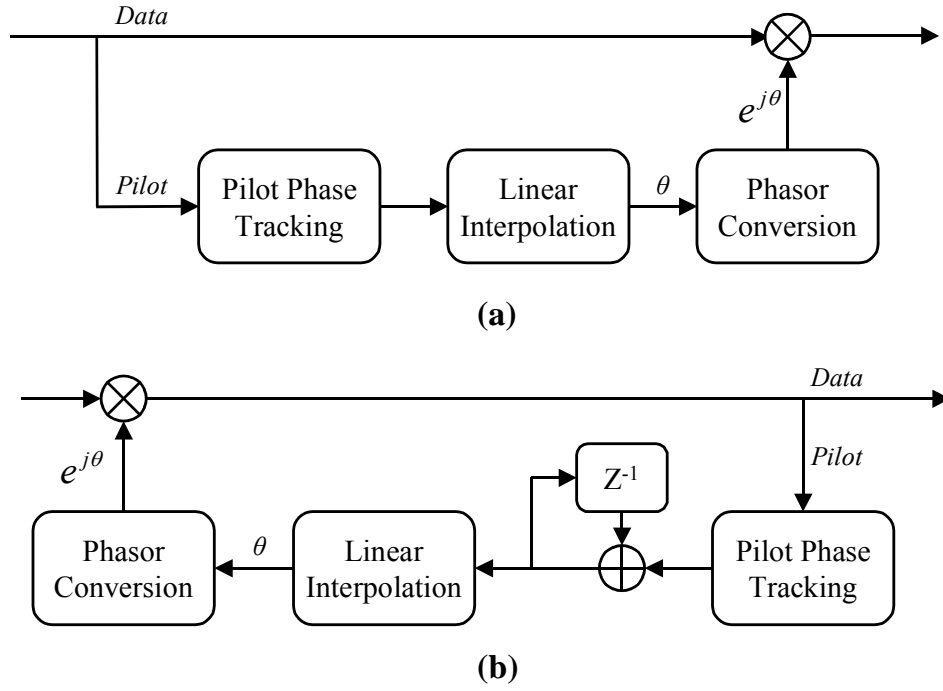 Data
e^{jθ}
Pilot
Pilot Phase
Tracking
Linear
Interpolation
θ
Phasor
Conversion
(a)
Data
e^{jθ}
Pilot
Z^{-1}
Phasor
Conversion
θ
Linear
Interpolation
Pilot Phase
Tracking
(b)